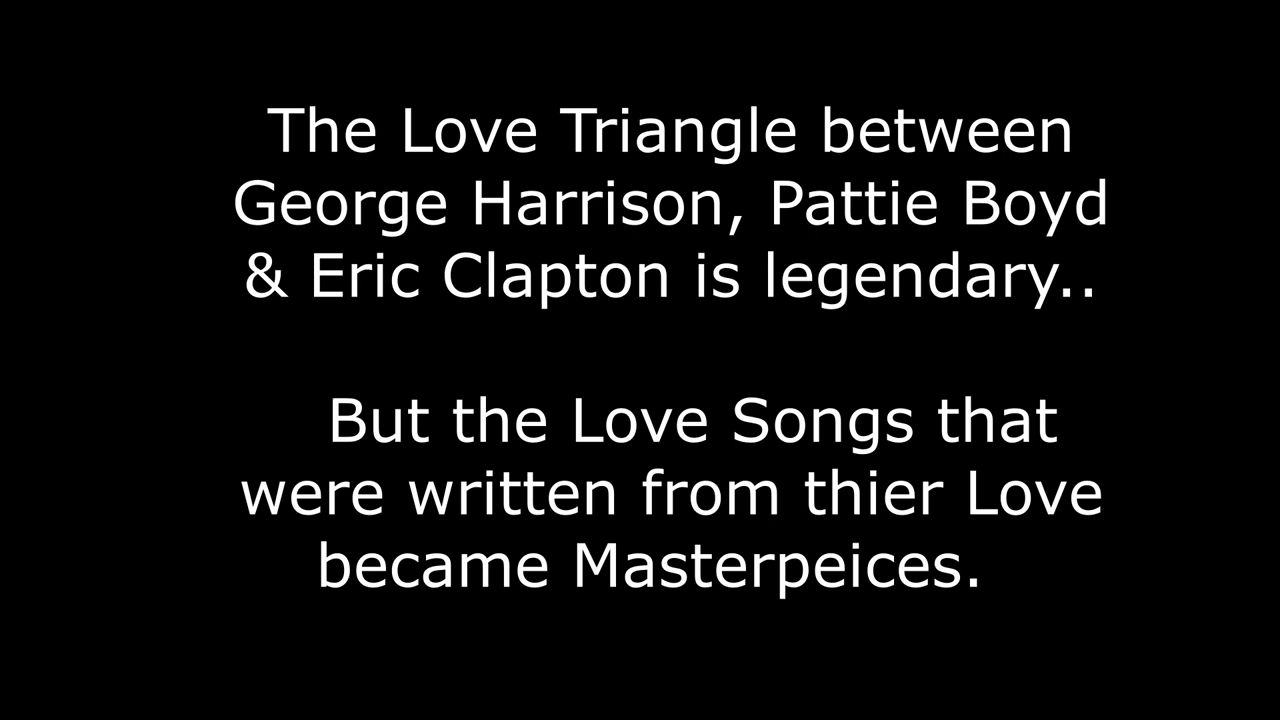 The Love Triangle between
George Harrison, Pattie Boyd
& Eric Clapton is legendary..
But the Love Songs that
were written from thier Love
became Masterpeices.